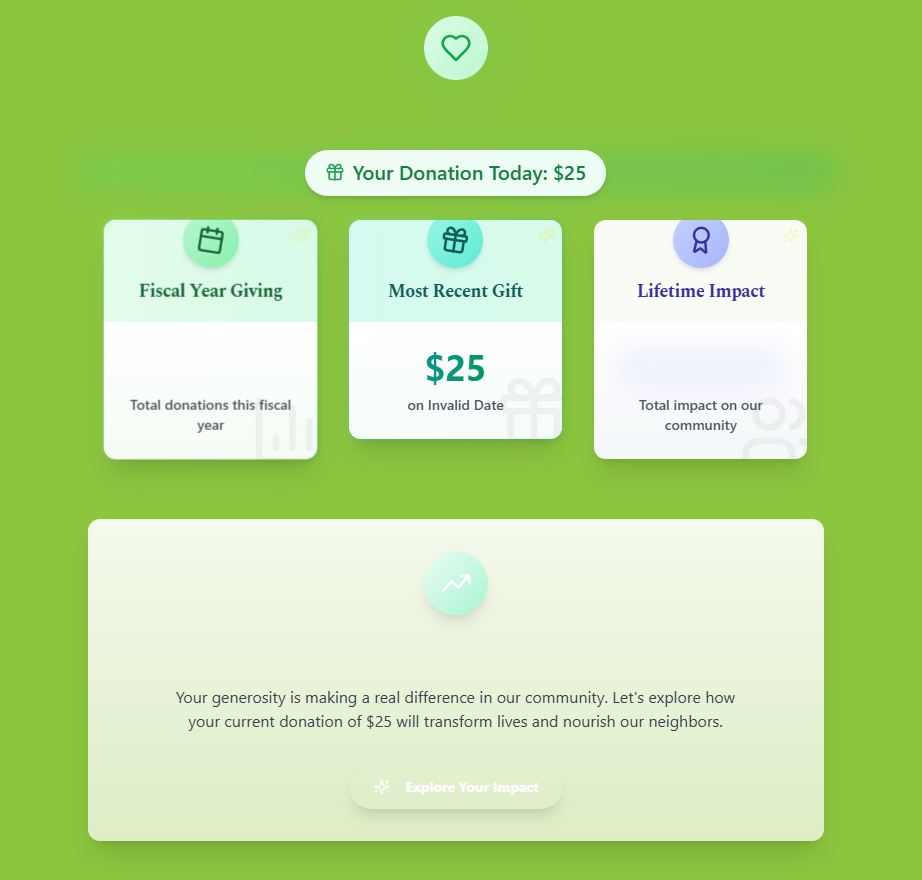 Your Donation Today: $25
Fiscal Year Giving
Total donations this fiscal
year
Most Recent Gift
$25
on Invalid Date
Lifetime Impact
Total impact on our
community
Your generosity is making a real difference in our community. Let's explore how
your current donation of $25 will transform lives and nourish our neighbors.
Explore Your Impact